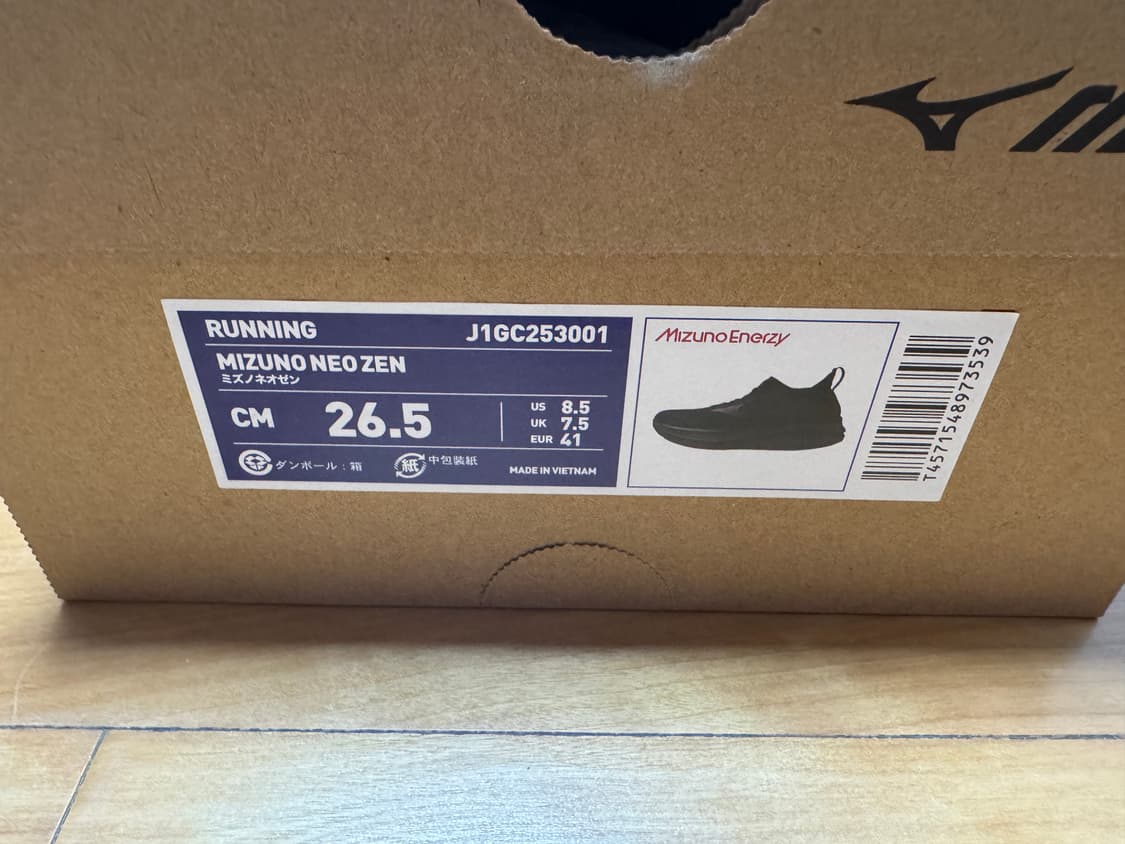 RUNNING J1GC253001
MIZUNO NEO ZEN
ミズノネオゼン
CM 26.5
US 8.5
UK 7.5
EUR 41
ダンボール：箱
紙 中包装紙
MADE IN VIETNAM
MizunoEnerzy
T4571548973539